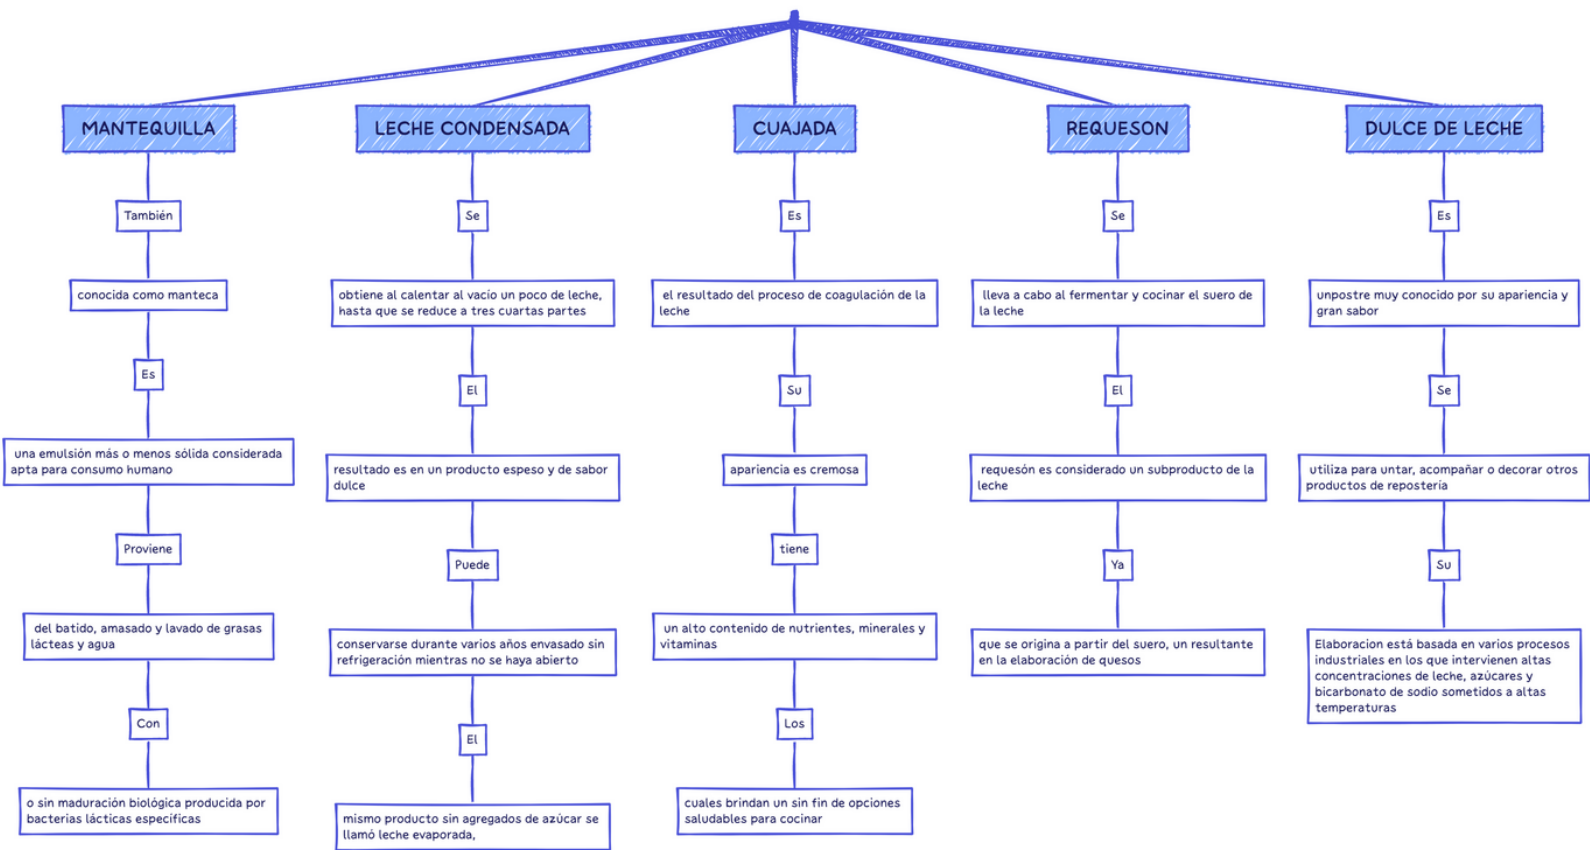 MANTEQUILLA
También
conocida como manteca
Es
una emulsión más o menos sólida considerada
apta para consumo humano
Proviene
del batido, amasado y lavado de grasas
lácteas y agua
Con
o sin maduración biológica producida por
bacterias lácticas específicas
LECHE CONDENSADA
Se
obtiene al calentar al vacío un poco de leche,
hasta que se reduce a tres cuartas partes
El
resultado es en un producto espeso y de sabor
dulce
Puede
conservarse durante varios años envasado sin
refrigeración mientras no se haya abierto
El
mismo producto sin agregados de azúcar se
llamó leche evaporada,
CUAJADA
Es
el resultado del proceso de coagulación de la
leche
Su
apariencia es cremosa
tiene
un alto contenido de nutrientes, minerales y
vitaminas
Los
cuales brindan un sin fin de opciones
saludables para cocinar
REQUESON
Se
lleva a cabo al fermentar y cocinar el suero de
la leche
El
requesón es considerado un subproducto de la
leche
Ya
que se origina a partir del suero, un resultante
en la elaboración de quesos
DULCE DE LECHE
Es
unpostre muy conocido por su apariencia y
gran sabor
Se
utiliza para untar, acompañar o decorar otros
productos de repostería
Su
Elaboracion está basada en varios procesos
industriales en los que intervienen altas
concentraciones de leche, azúcares y
bicarbonato de sodio sometidos a altas
temperaturas